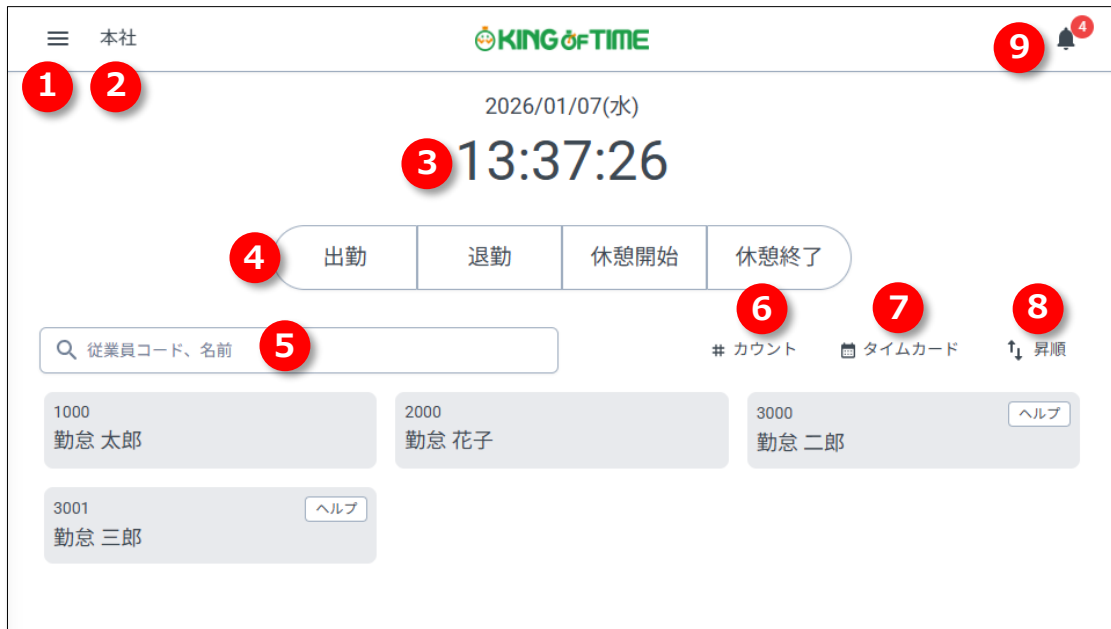 本社 KING OF TIME 9 4
1 2
2026/01/07(水)
3 13:37:26
4 出勤 退勤 休憩開始 休憩終了
6 7 8
従業員コード、名前 5 # カウント タイムカード 昇順
1000 2000 3000 ヘルプ
勤怠 太郎 勤怠 花子 勤怠 二郎
3001 ヘルプ
勤怠 三郎